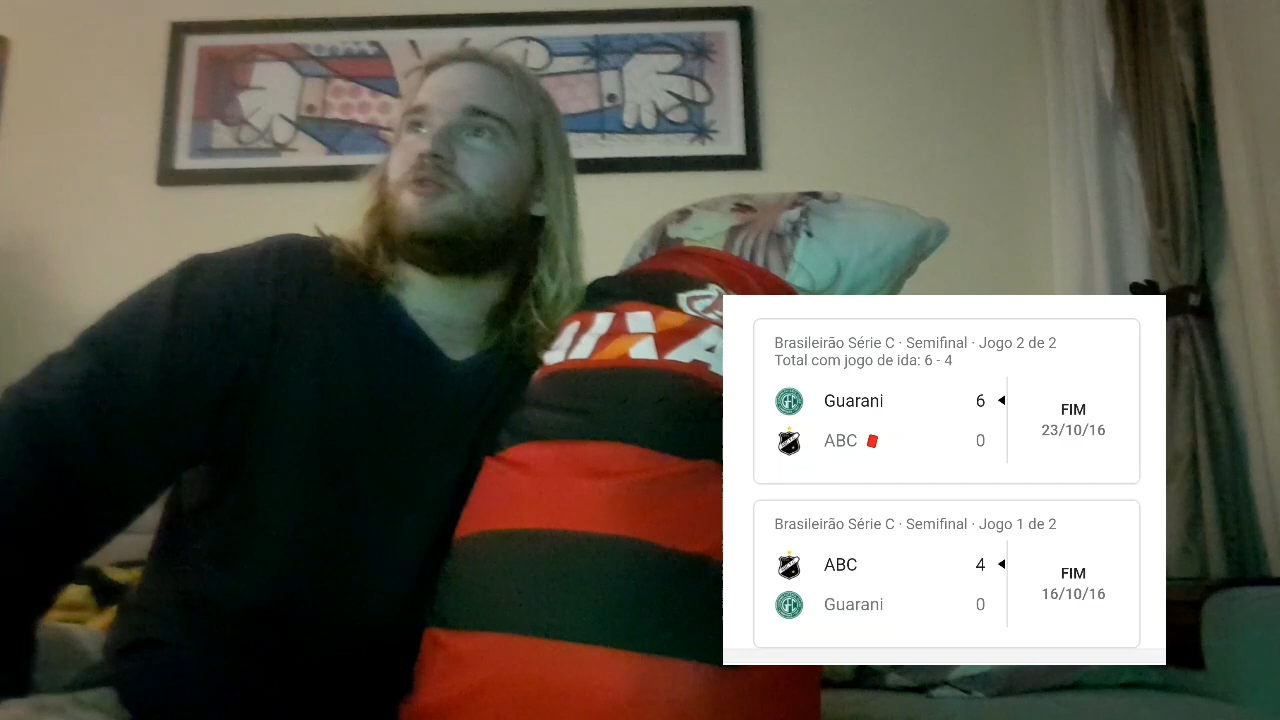 Brasileirão Série C · Semifinal · Jogo 2 de 2
Total com jogo de ida: 6 - 4
Guarani 6
ABC 0
FIM
23/10/16
Brasileirão Série C · Semifinal · Jogo 1 de 2
ABC 4
Guarani 0
FIM
16/10/16